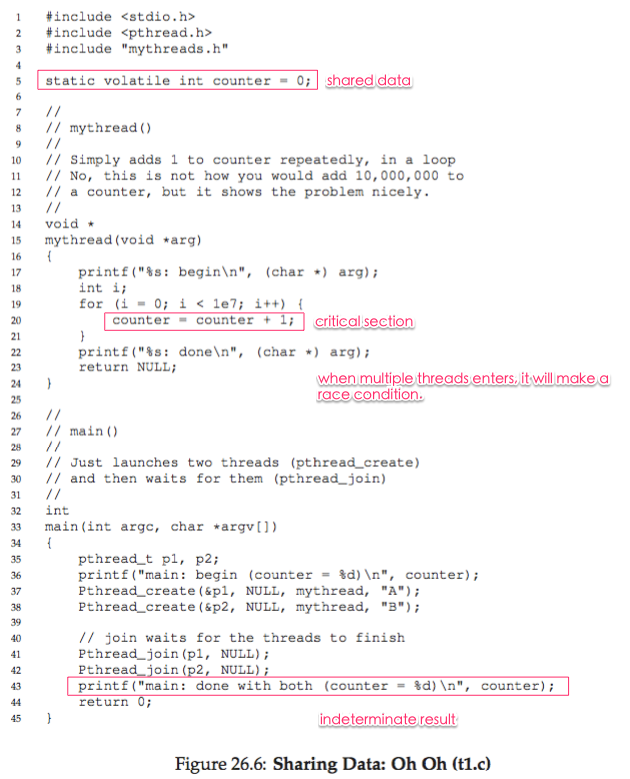 1 #include <stdio.h>
2 #include <pthread.h>
3 #include "mythreads.h"
4
5 static volatile int counter = 0; shared data
6
7 //
8 // mythread()
9 //
10 // Simply adds 1 to counter repeatedly, in a loop
11 // No, this is not how you would add 10,000,000 to
12 // a counter, but it shows the problem nicely.
13 //
14 void *
15 mythread(void *arg)
16 {
17     printf("%s: begin\n", (char *) arg);
18     int i;
19     for (i = 0; i < 1e7; i++) {
20         counter = counter + 1; critical section
21     }
22     printf("%s: done\n", (char *) arg);
23     return NULL;
when multiple threads enters, it will make a
24 }
race condition.
25
26 //
27 // main()
28 //
29 // Just launches two threads (pthread_create)
30 // and then waits for them (pthread_join)
31 //
32 int
33 main(int argc, char *argv[])
34 {
35     pthread_t p1, p2;
36     printf("main: begin (counter = %d)\n", counter);
37     Pthread_create(&p1, NULL, mythread, "A");
38     Pthread_create(&p2, NULL, mythread, "B");
39
40     // join waits for the threads to finish
41     Pthread_join(p1, NULL);
42     Pthread_join(p2, NULL);
43     printf("main: done with both (counter = %d)\n", counter);
44     return 0;
45 } indeterminate result
Figure 26.6: Sharing Data: Oh Oh (t1.c)